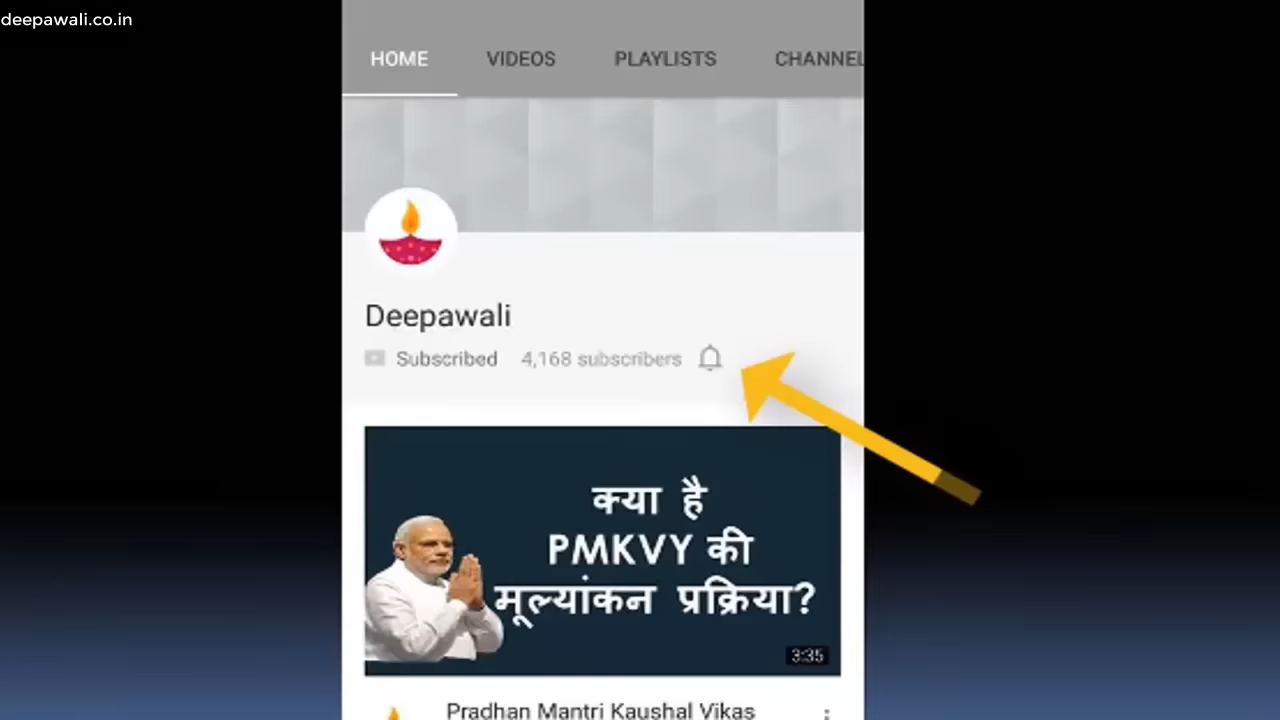 deepawali.co.in
HOME VIDEOS PLAYLISTS CHANNEL
Deepawali
Subscribed 4,168 subscribers
क्या है
PMKVY की
मूल्यांकन प्रक्रिया?
3:35
Pradhan Mantri Kaushal Vikas